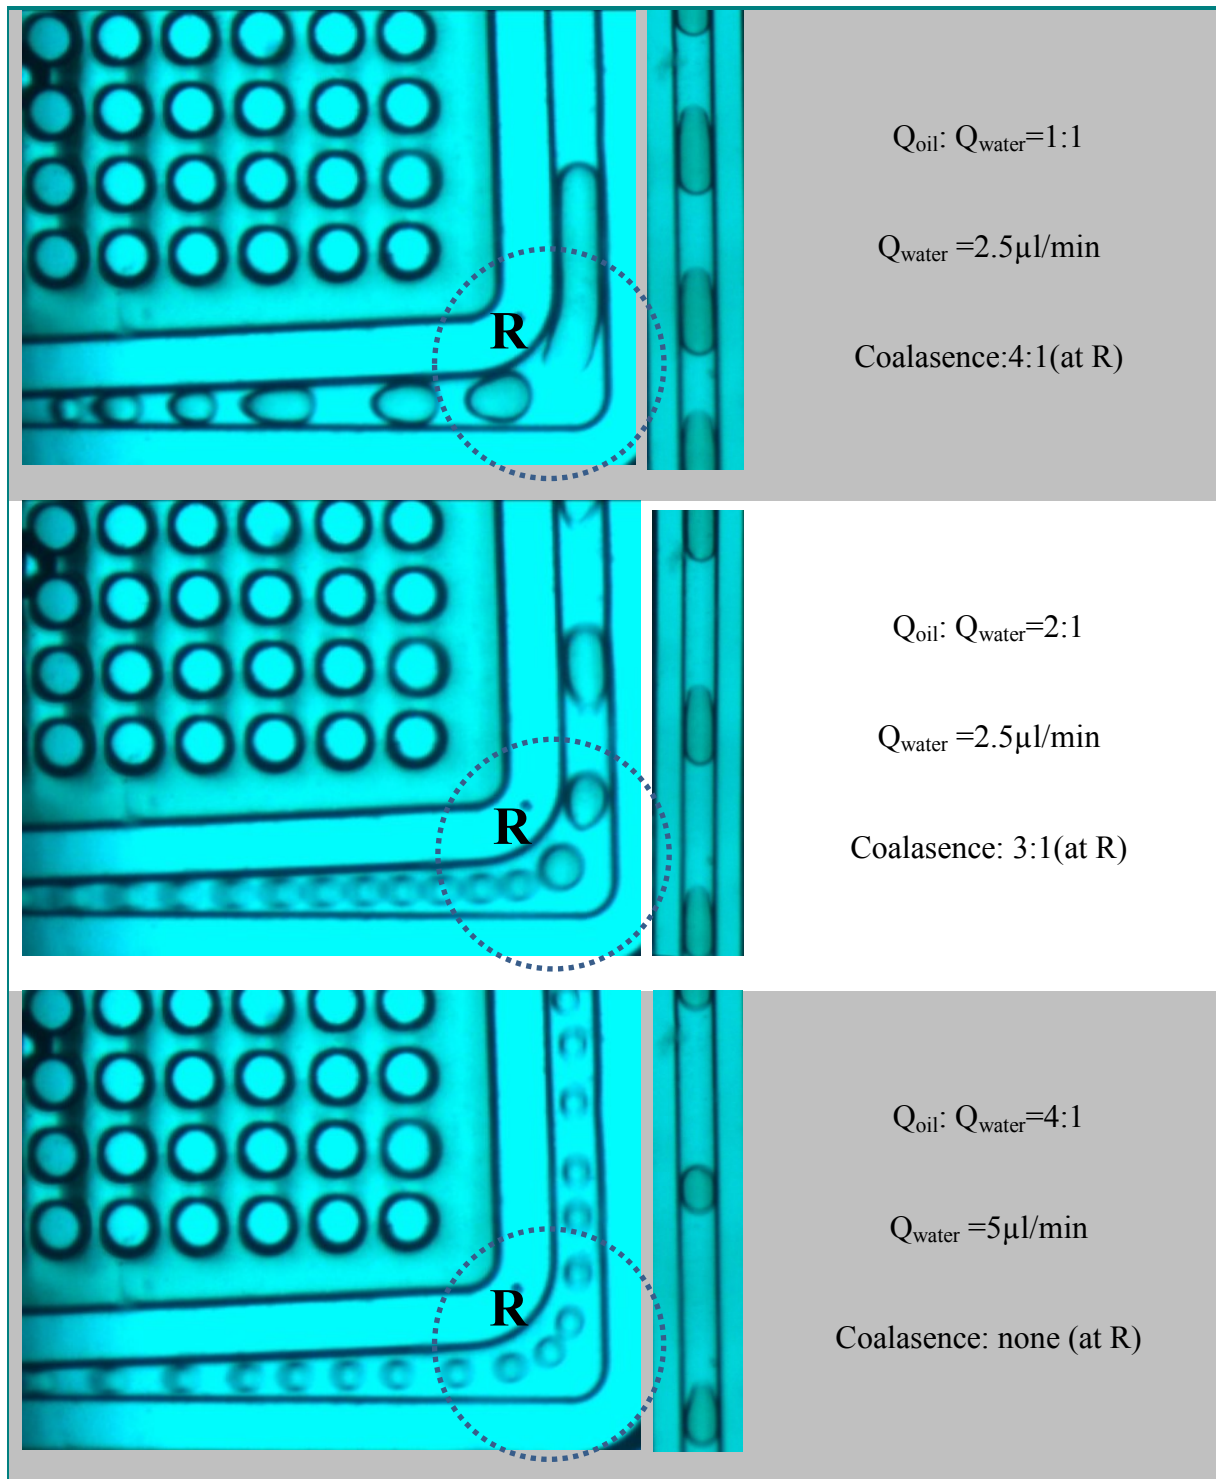 R
Qoil: Qwater=1:1
Qwater =2.5µl/min
Coalasence:4:1(at R)
R
Qoil: Qwater=2:1
Qwater =2.5µl/min
Coalasence: 3:1(at R)
R
Qoil: Qwater=4:1
Qwater =5µl/min
Coalasence: none (at R)